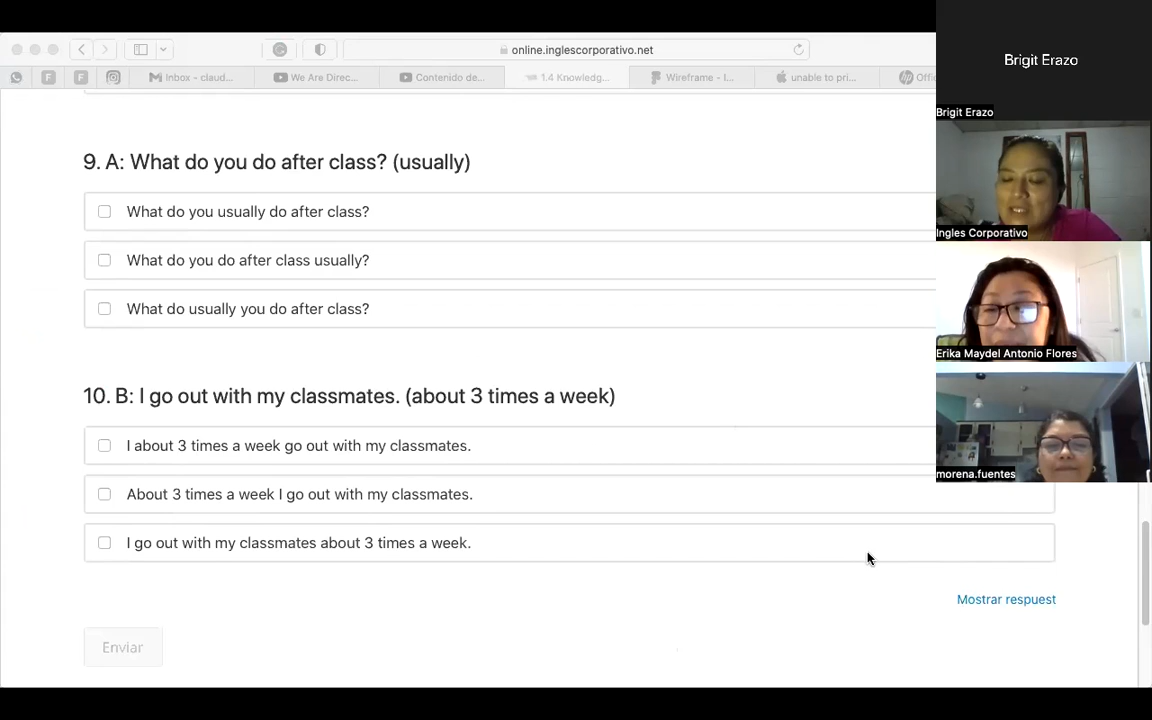 online.inglescorporativo.net
Inbox - claud...
We Are Direc...
Contenido de...
1.4 Knowledg...
Wireframe - I...
unable to pri...
Offic
9. A: What do you do after class? (usually)
What do you usually do after class?
What do you do after class usually?
What do usually you do after class?
10. B: I go out with my classmates. (about 3 times a week)
I about 3 times a week go out with my classmates.
About 3 times a week I go out with my classmates.
I go out with my classmates about 3 times a week.
Mostrar respuest
Enviar
Brigit Erazo
Brigit Erazo
Ingles Corporativo
Erika Maydel Antonio Flores
morena.fuentes